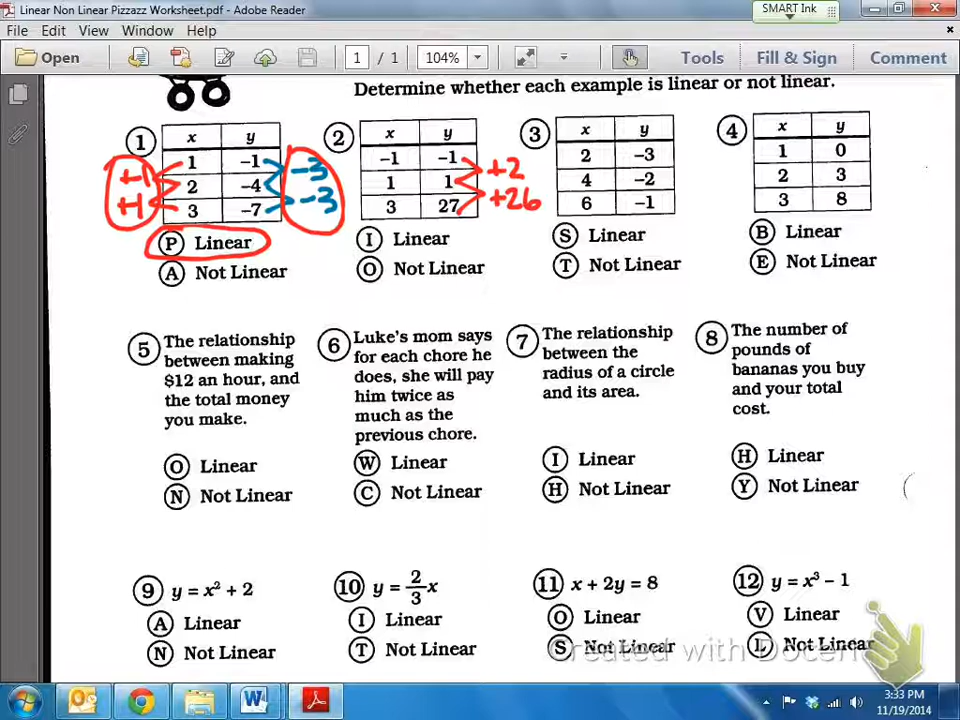 Linear Non Linear Pizzazz Worksheet.pdf - Adobe Reader
SMART Ink
File Edit View Window Help
Open
1 / 1
104%
Tools
Fill & Sign
Comment
Determine whether each example is linear or not linear.
1
x y
1 -1
2 -4
3 -7
+1
+1
-3
-3
P Linear
A Not Linear
2
x y
-1 -1
1 1
3 27
+2
+26
I Linear
O Not Linear
3
x y
2 -3
4 -2
6 -1
S Linear
T Not Linear
4
x y
1 0
2 3
3 8
B Linear
E Not Linear
5 The relationship
between making
$12 an hour, and
the total money
you make.
O Linear
N Not Linear
6 Luke's mom says
for each chore he
does, she will pay
him twice as
much as the
previous chore.
W Linear
C Not Linear
7 The relationship
between the
radius of a circle
and its area.
I Linear
H Not Linear
8 The number of
pounds of
bananas you buy
and your total
cost.
H Linear
Y Not Linear
9 y = x² + 2
A Linear
N Not Linear
10 y = 2/3 x
I Linear
T Not Linear
11 x + 2y = 8
O Linear
S Not Linear
12 y = x³ - 1
V Linear
L Not Linear
Created with Docen
3:33 PM
11/19/2014